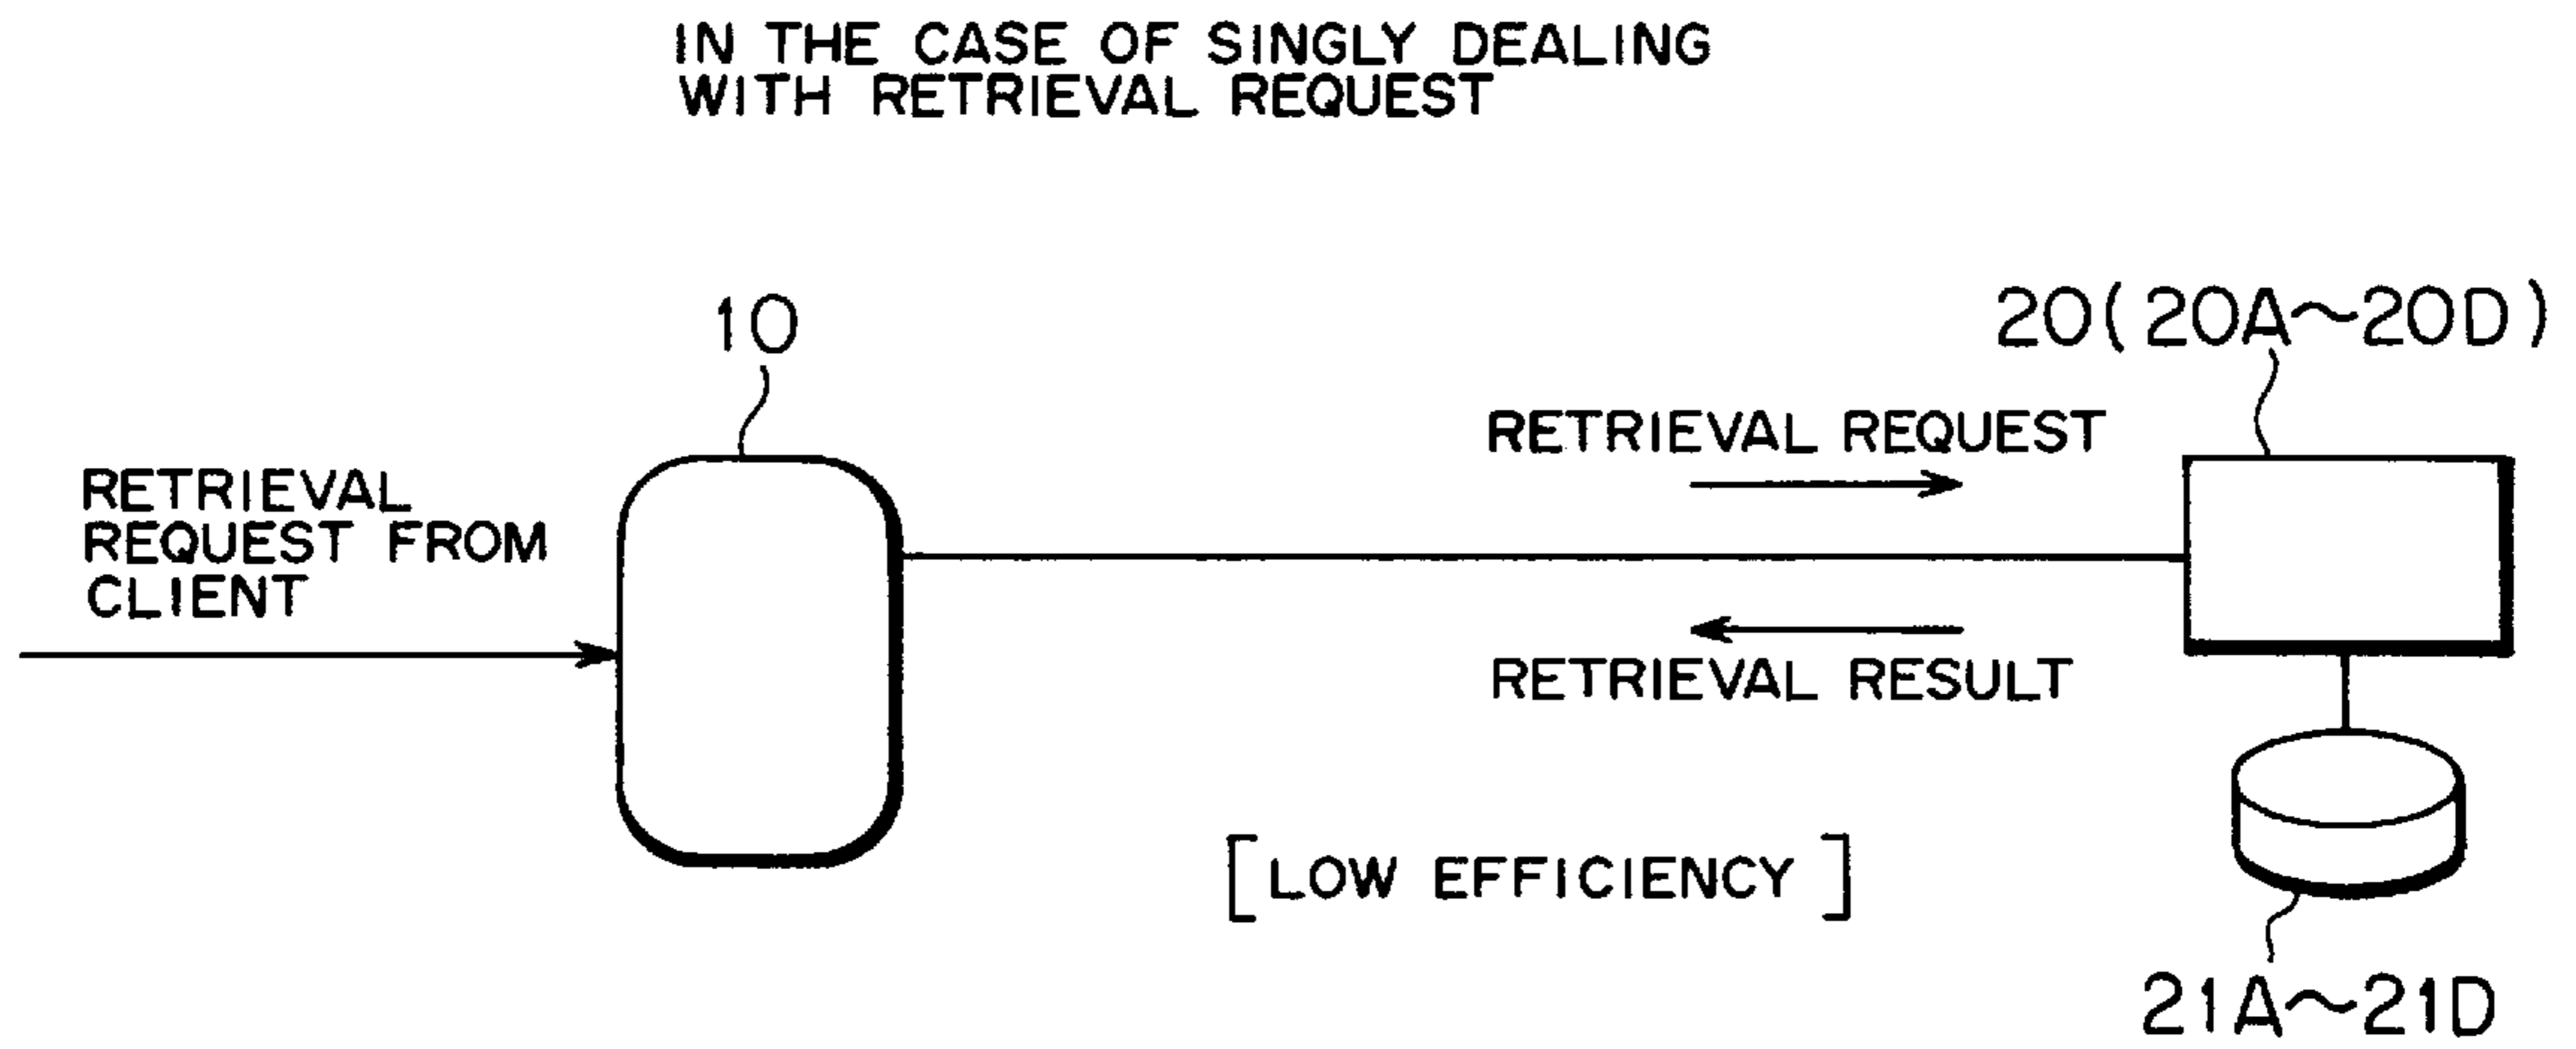 IN THE CASE OF SINGLY DEALING
WITH RETRIEVAL REQUEST
10
20(20A~20D)
RETRIEVAL REQUEST
RETRIEVAL
REQUEST FROM
CLIENT
RETRIEVAL RESULT
[LOW EFFICIENCY]
21A~21D